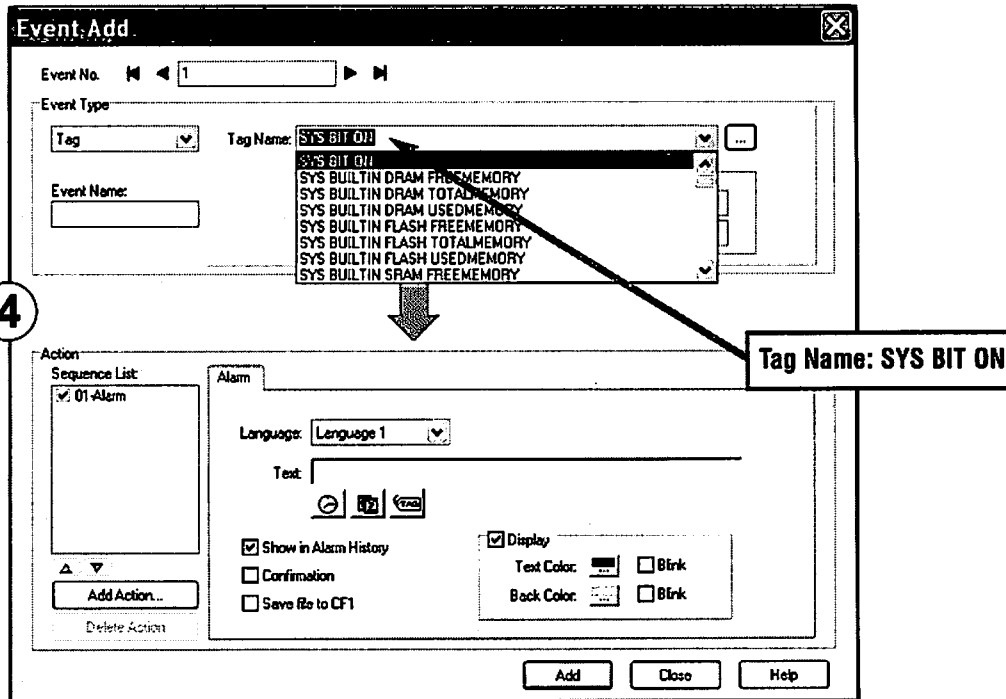 Event Add
Event No. 1
Event Type
Tag
Tag Name: SYS BIT ON
...
SYS BIT ON
SYS BUILTIN DRAM FREEMEMORY
SYS BUILTIN DRAM TOTALMEMORY
Event Name:
SYS BUILTIN DRAM USEDMEMORY
SYS BUILTIN FLASH FREEMEMORY
SYS BUILTIN FLASH TOTALMEMORY
SYS BUILTIN FLASH USEDMEMORY
SYS BUILTIN SRAM FREEMEMORY
4
Tag Name: SYS BIT ON
Action
Sequence List:
Alarm
01-Alarm
Language: Language 1
Text:
TAG
Show in Alarm History
Display
Confirmation
Text Color: ... Blink
Save file to CF1
Back Color: ... Blink
Add Action...
Delete Action
Add Close Help